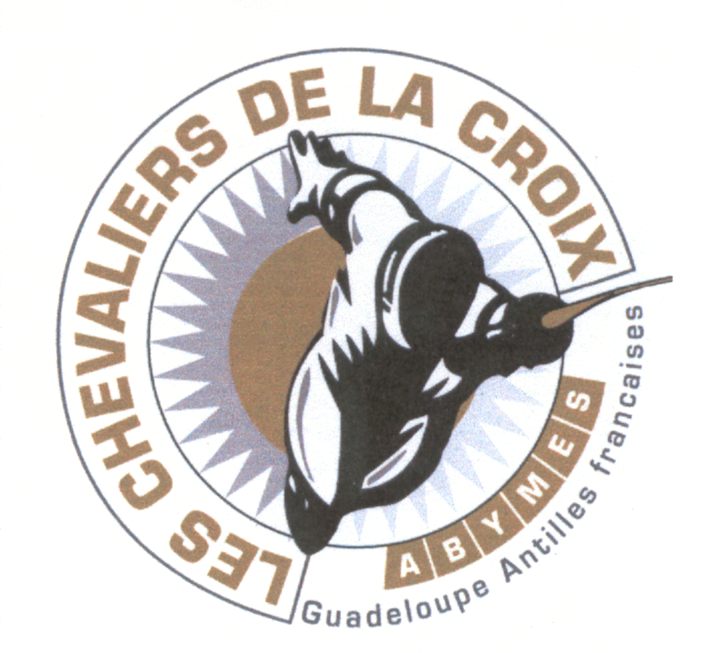 LES CHEVALIERS DE LA CROIX
ABYMES
Guadeloupe Antilles francaises